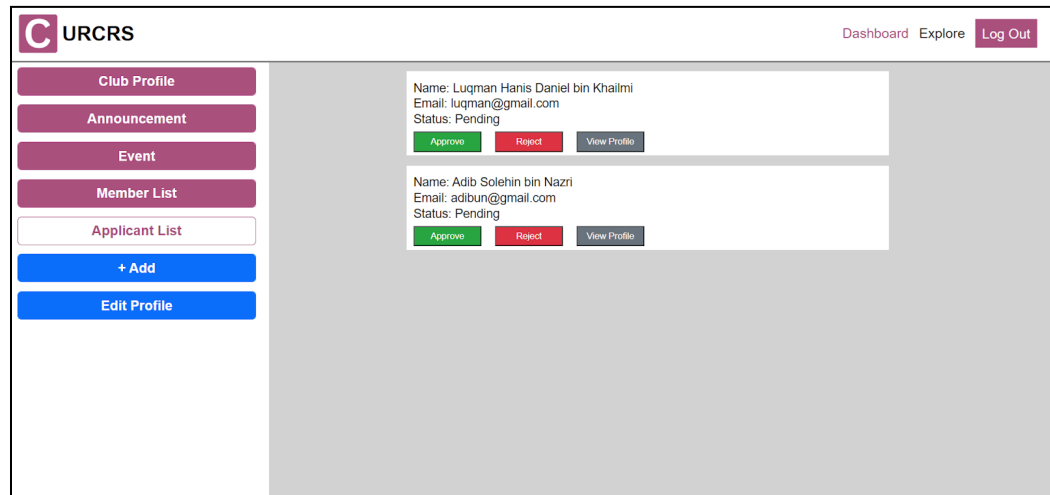 C URCRS
Dashboard Explore Log Out
Club Profile
Announcement
Event
Member List
Applicant List
+ Add
Edit Profile
Name: Luqman Hanis Daniel bin Khailmi
Email: luqman@gmail.com
Status: Pending
Approve Reject View Profile
Name: Adib Solehin bin Nazri
Email: adibun@gmail.com
Status: Pending
Approve Reject View Profile